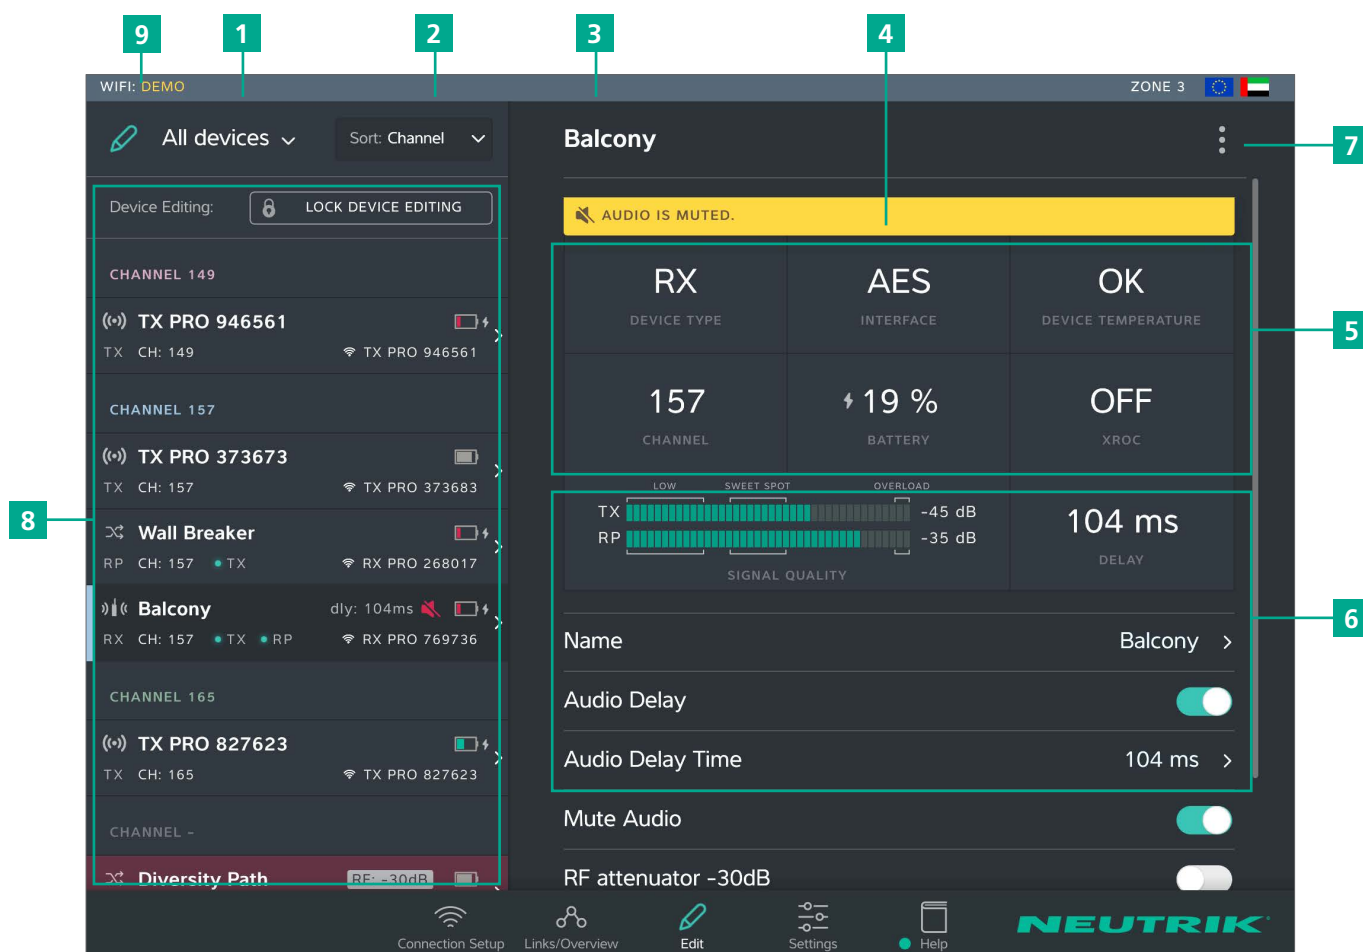 9
1
2
3
4
WIFI: DEMO
ZONE 3
All devices
Sort: Channel
Balcony
7
Device Editing:
LOCK DEVICE EDITING
AUDIO IS MUTED.
CHANNEL 149
TX PRO 946561
TX CH: 149
TX PRO 946561
RX
DEVICE TYPE
AES
INTERFACE
OK
DEVICE TEMPERATURE
5
CHANNEL 157
157
CHANNEL
19 %
BATTERY
OFF
XROC
TX PRO 373673
TX CH: 157
TX PRO 373683
8
Wall Breaker
RP CH: 157 TX
RX PRO 268017
LOW SWEET SPOT OVERLOAD
TX -45 dB
RP -35 dB
SIGNAL QUALITY
104 ms
DELAY
Balcony
dly: 104ms
RX CH: 157 TX RP
RX PRO 769736
6
Name
Balcony
CHANNEL 165
Audio Delay
TX PRO 827623
TX CH: 165
TX PRO 827623
Audio Delay Time
104 ms
CHANNEL -
Mute Audio
Diversity Path
RF: -30dB
RF attenuator -30dB
Connection Setup
Links/Overview
Edit
Settings
Help
NEUTRIK